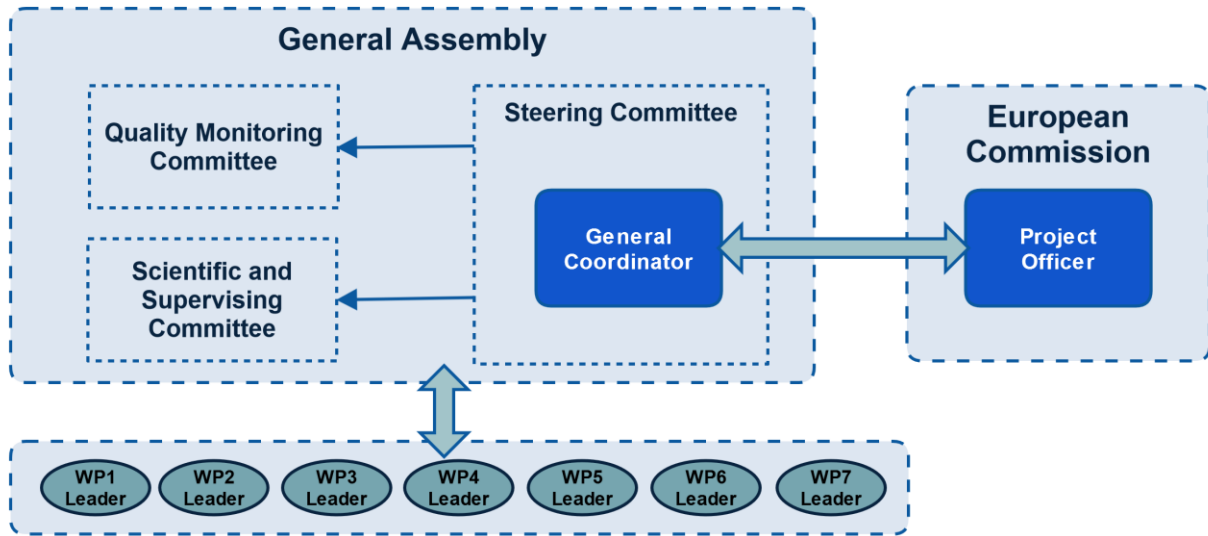 General Assembly
Quality Monitoring
Committee
Steering Committee
Scientific and
Supervising
Committee
General
Coordinator
European
Commission
Project
Officer
WP1
Leader
WP2
Leader
WP3
Leader
WP4
Leader
WP5
Leader
WP6
Leader
WP7
Leader